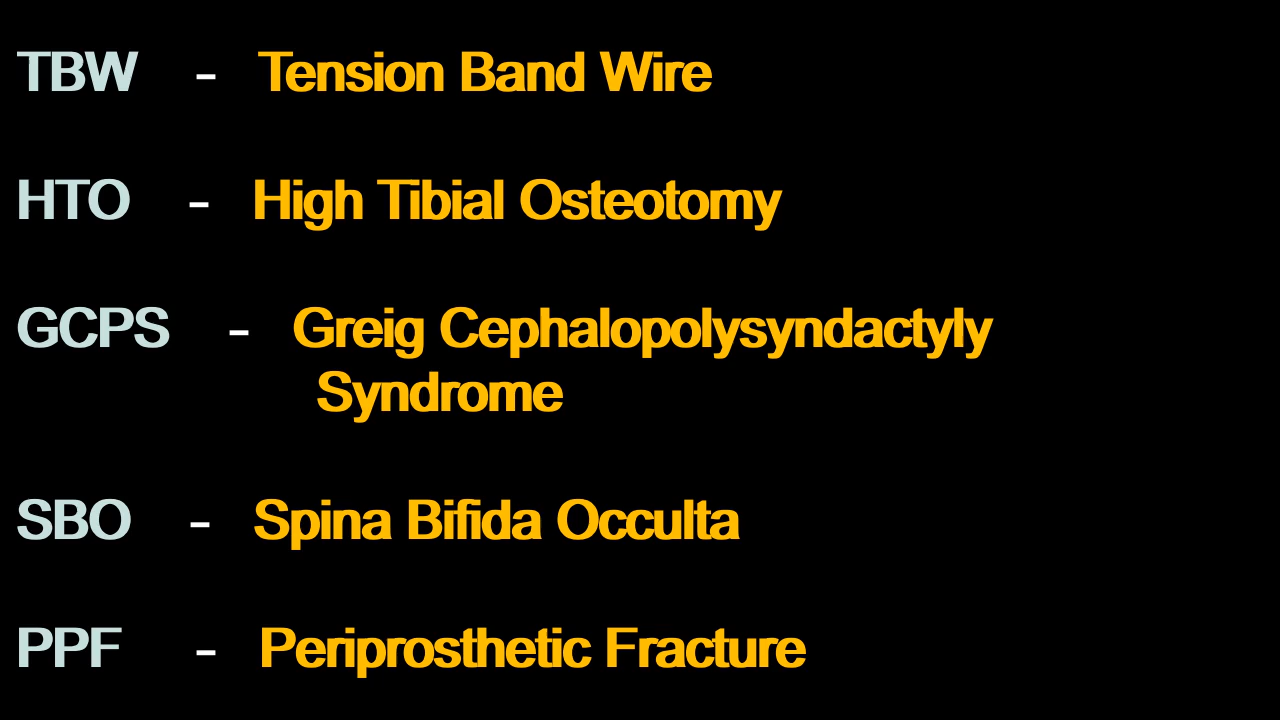 TBW - Tension Band Wire
HTO - High Tibial Osteotomy
GCPS - Greig Cephalopolysyndactyly
Syndrome
SBO - Spina Bifida Occulta
PPF - Periprosthetic Fracture